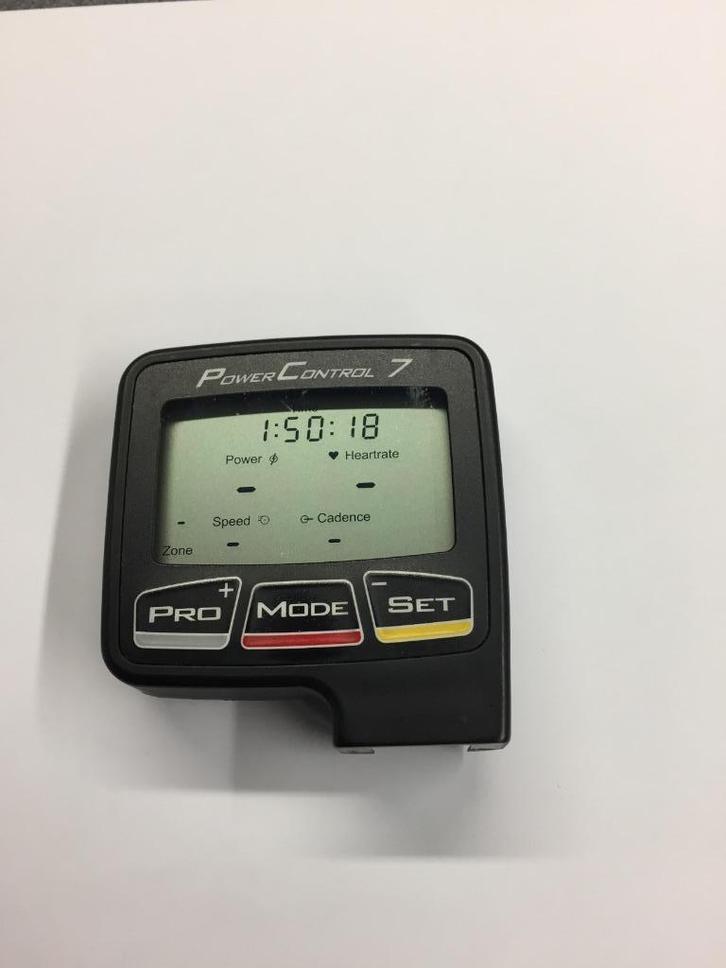 POWERCONTROL 7
1:50:18
Power Heartrate
- -
- Speed Cadence
Zone - -
PRO + MODE - SET